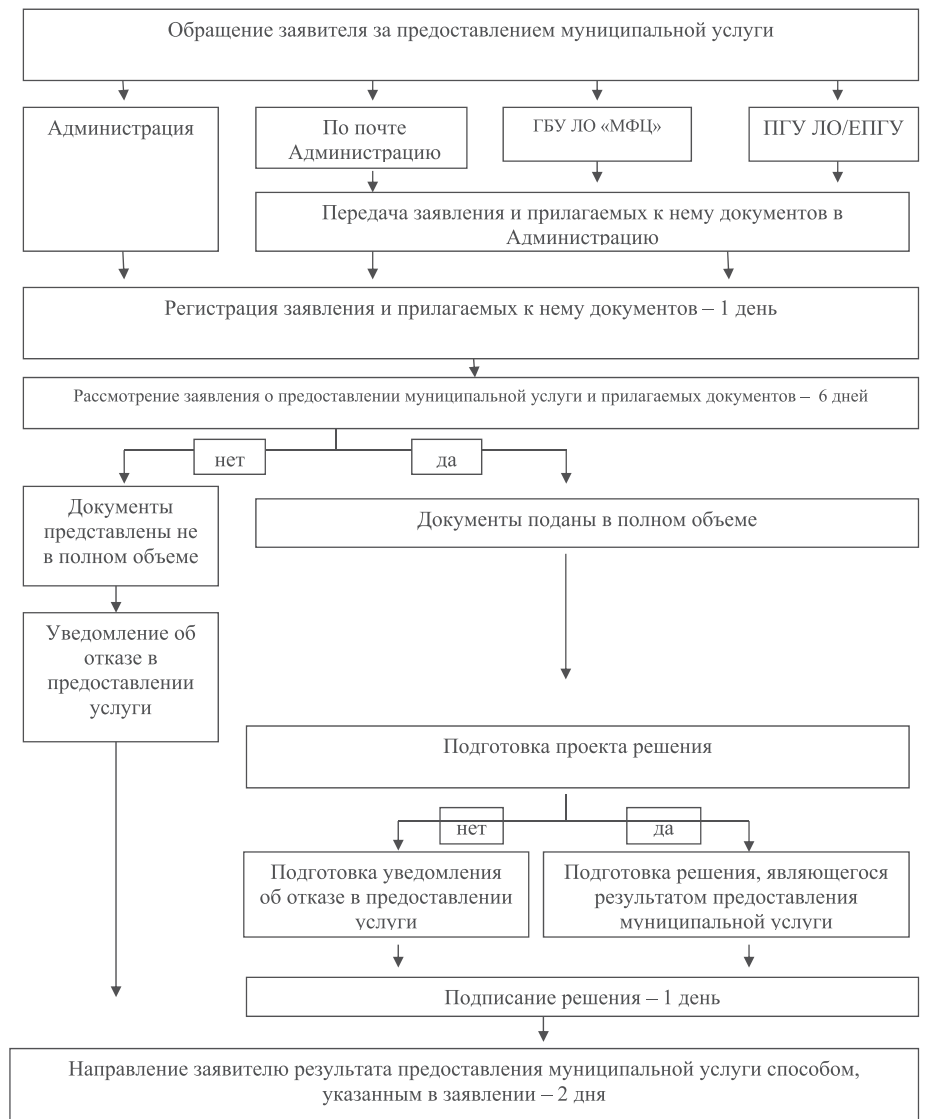 Обращение заявителя за предоставлением муниципальной услуги
Администрация
По почте
Администрацию
ГБУ ЛО «МФЦ»
ПГУ ЛО/ЕПГУ
Передача заявления и прилагаемых к нему документов в
Администрацию
Регистрация заявления и прилагаемых к нему документов – 1 день
Рассмотрение заявления о предоставлении муниципальной услуги и прилагаемых документов – 6 дней
нет
да
Документы
представлены не
в полном объеме
Документы поданы в полном объеме
Уведомление об
отказе в
предоставлении
услуги
Подготовка проекта решения
нет
да
Подготовка уведомления
об отказе в предоставлении
услуги
Подготовка решения, являющегося
результатом предоставления
муниципальной услуги
Подписание решения – 1 день
Направление заявителю результата предоставления муниципальной услуги способом,
указанным в заявлении – 2 дня